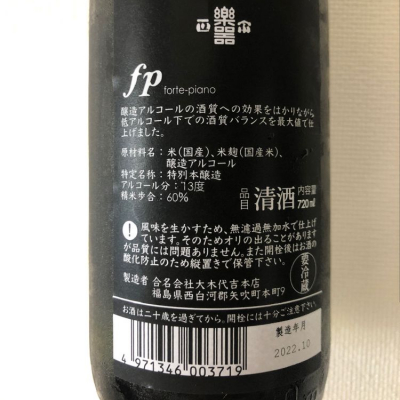 樂器正宗
fp forte-piano
醸造アルコールの酒質への効果をはかりながら
低アルコール下での酒質バランスを最大値で仕
上げました。
原材料名：米(国産)、米麹(国産米)、
醸造アルコール
特定名称：特別本醸造
アルコール分：13度
精米歩合：60%
品目 清酒 内容量 720ml
! 風味を生かすため、無濾過無加水で仕上げ
ています。そのためオリの出ることがあります
が品質には問題ありません。また開栓後はお酒の
酸化防止のため縦置きで保管下さい。
要冷蔵
製造者 合名会社大木代吉本店
福島県西白河郡矢吹町本町9
お酒は二十歳を過ぎてから。開栓には十分ご注意下さい。
4 971346 003719
製造年月
2022.10